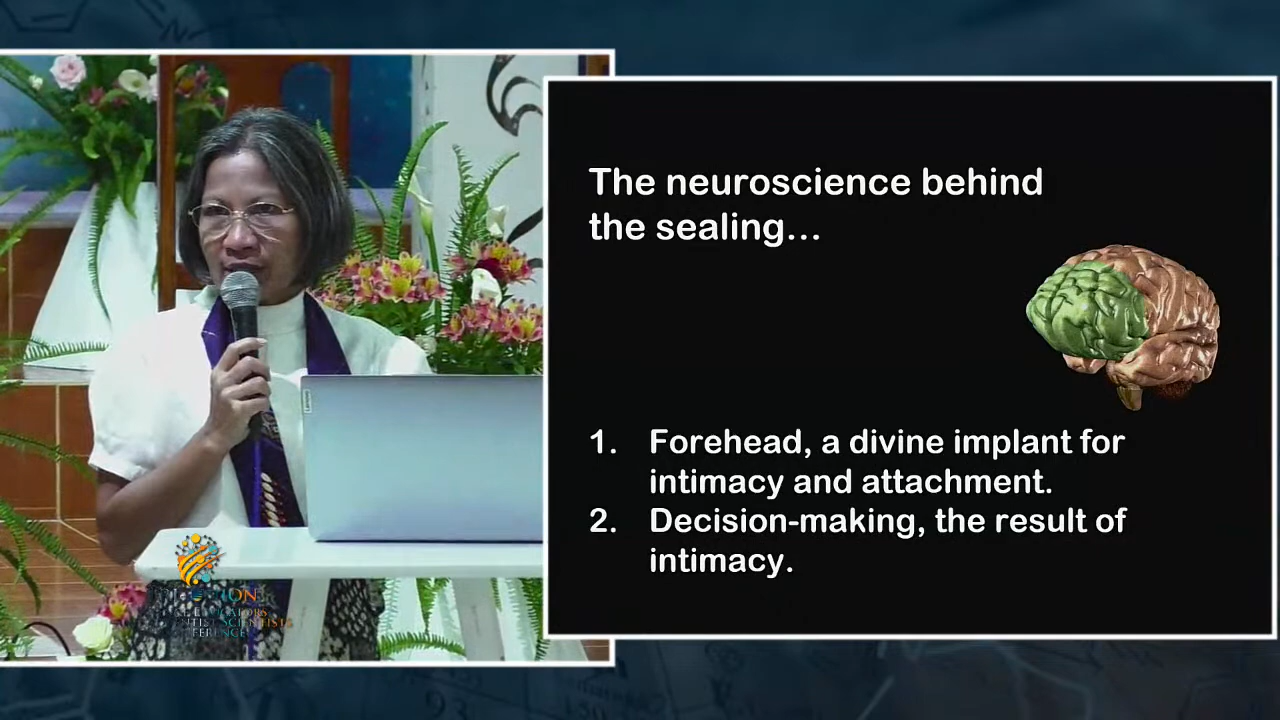 The neuroscience behind
the sealing...
1. Forehead, a divine implant for
intimacy and attachment.
2. Decision-making, the result of
intimacy.
Lenovo